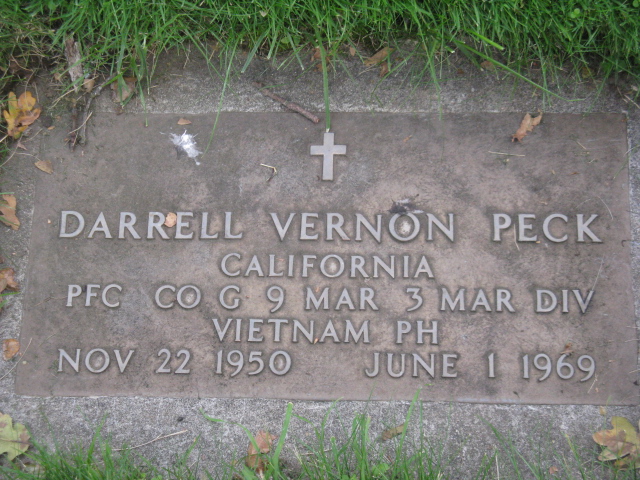 DARRELL VERNON PECK
CALIFORNIA
PFC CO G 9 MAR 3 MAR DIV
VIETNAM PH
NOV 22 1950 JUNE 1 1969